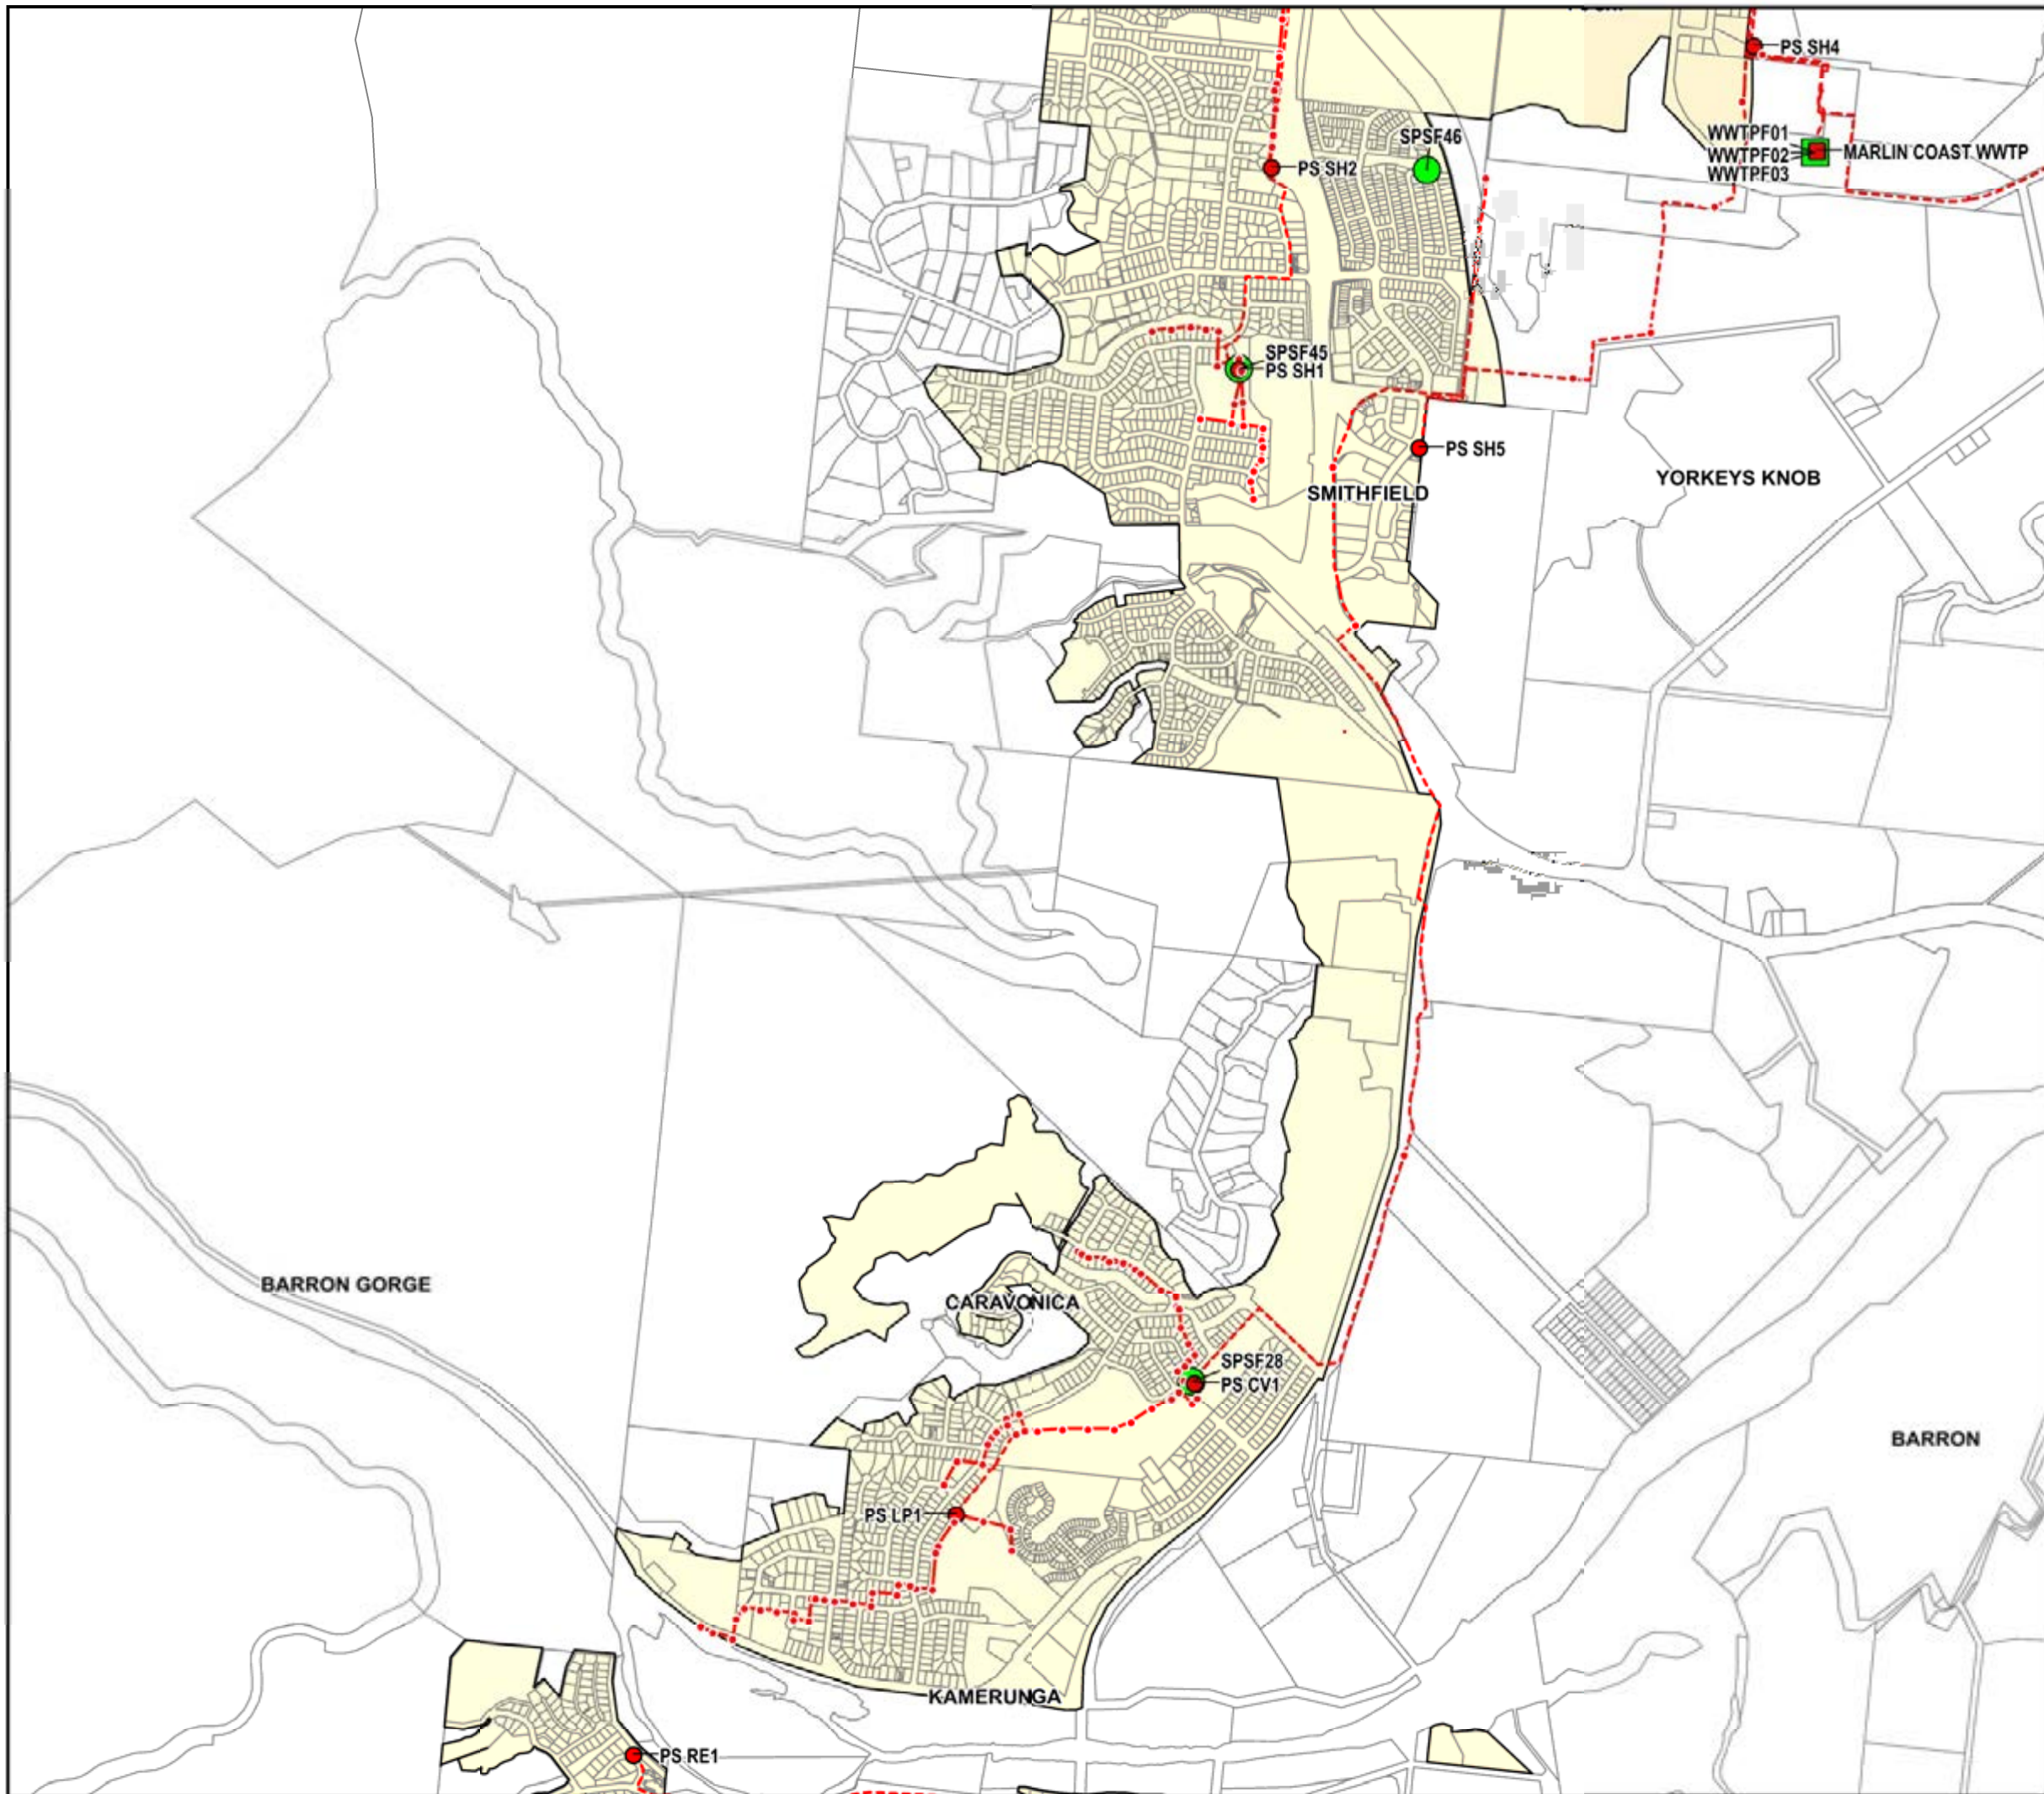 PS SH4
SPSF46
WWTPF01
WWTPF02
WWTPF03
MARLIN COAST WWTP
PS SH2
SPSF45
PS SH1
PS SH5
YORKEYS KNOB
SMITHFIELD
BARRON GORGE
CARAVONICA
SPSF28
PS CV1
BARRON
PS LP1
KAMERUNGA
PS RE1